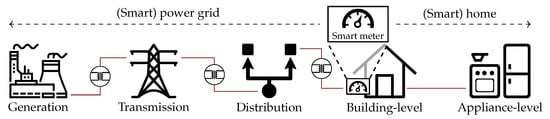 (Smart) power grid
(Smart) home
Smart meter
Generation
Transmission
Distribution
Building-level
Appliance-level